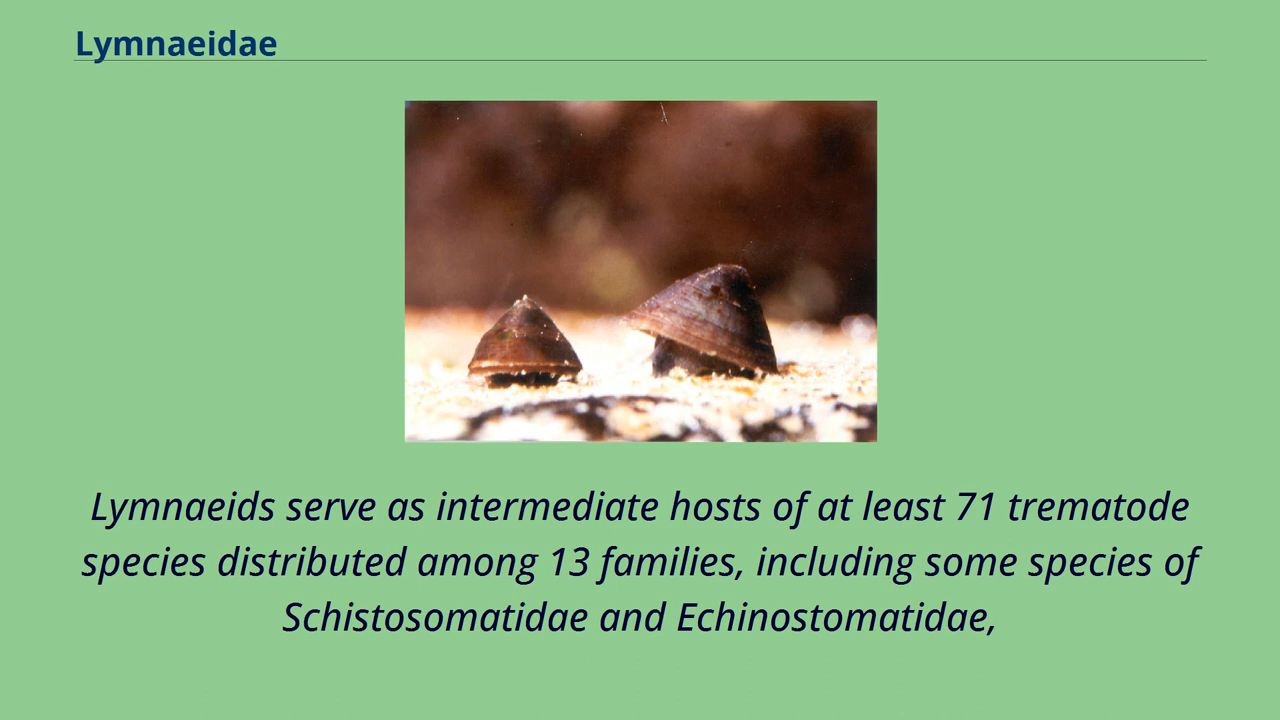 Lymnaeidae
Lymnaeids serve as intermediate hosts of at least 71 trematode
species distributed among 13 families, including some species of
Schistosomatidae and Echinostomatidae,